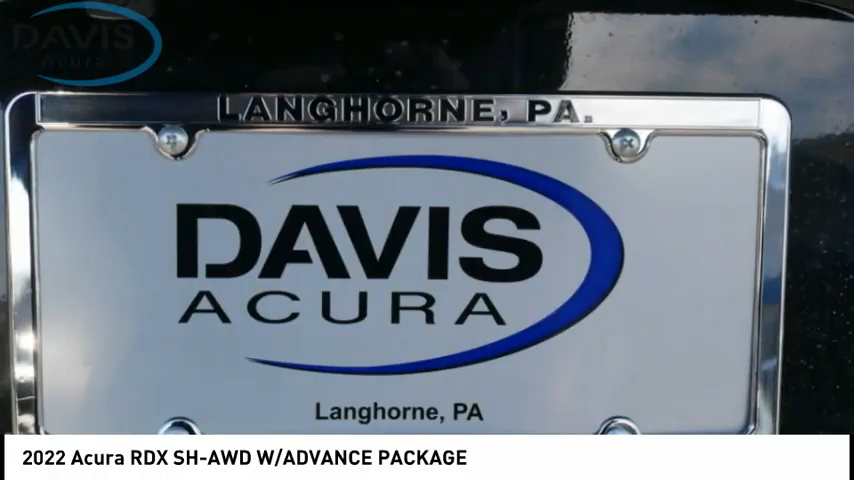 DAVIS
Acura
LANGHORNE, PA.
DAVIS
ACURA
Langhorne, PA
2022 Acura RDX SH-AWD W/ADVANCE PACKAGE